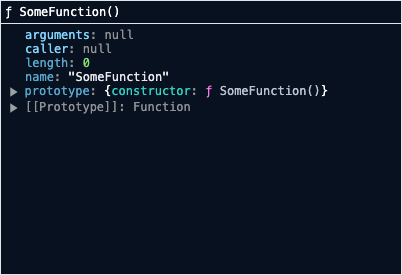 ƒ SomeFunction()
arguments: null
caller: null
length: 0
name: "SomeFunction"
▶ prototype: {constructor: ƒ SomeFunction()}
▶ [[Prototype]]: Function